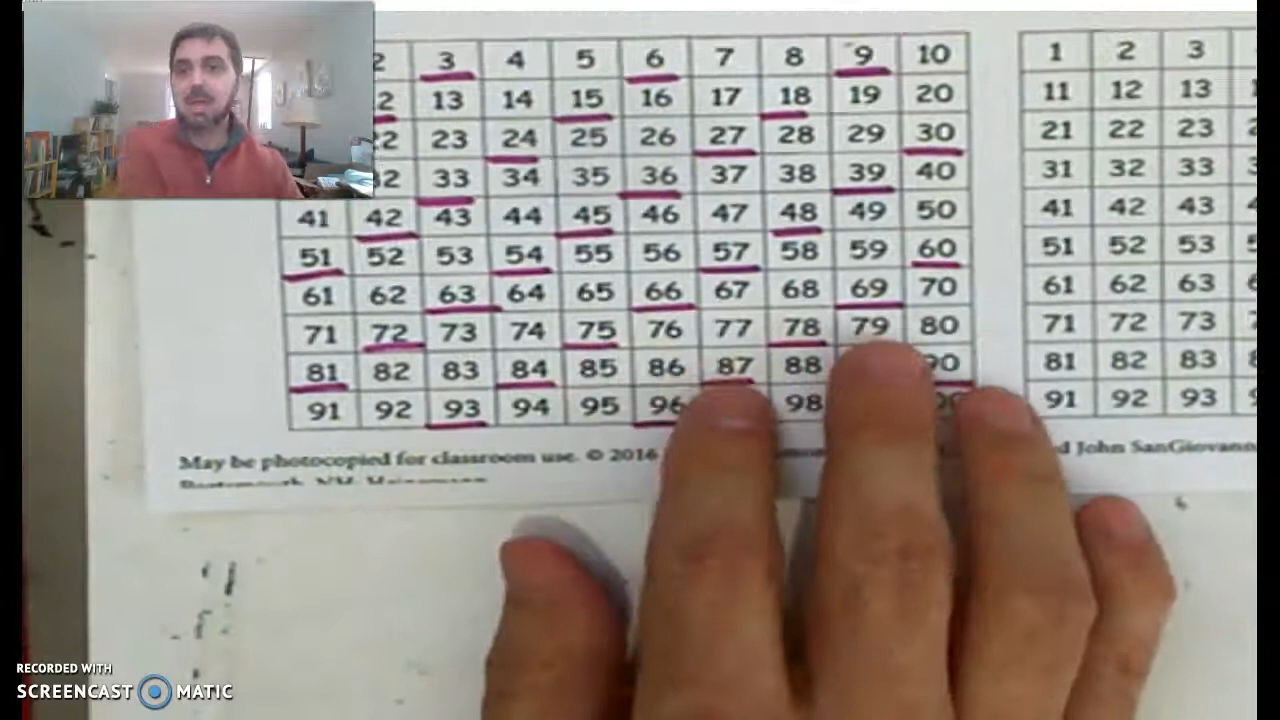 2 3 4 5 6 7 8 9 10
2 13 14 15 16 17 18 19 20
22 23 24 25 26 27 28 29 30
32 33 34 35 36 37 38 39 40
41 42 43 44 45 46 47 48 49 50
51 52 53 54 55 56 57 58 59 60
61 62 63 64 65 66 67 68 69 70
71 72 73 74 75 76 77 78 79 80
81 82 83 84 85 86 87 88 90
91 92 93 94 95 96 98
May be photocopied for classroom use. © 2016
1 2 3
11 12 13
21 22 23
31 32 33
41 42 43
51 52 53
61 62 63
71 72 73
81 82 83
91 92 93
John SanGiovann
RECORDED WITH
SCREENCAST MATIC